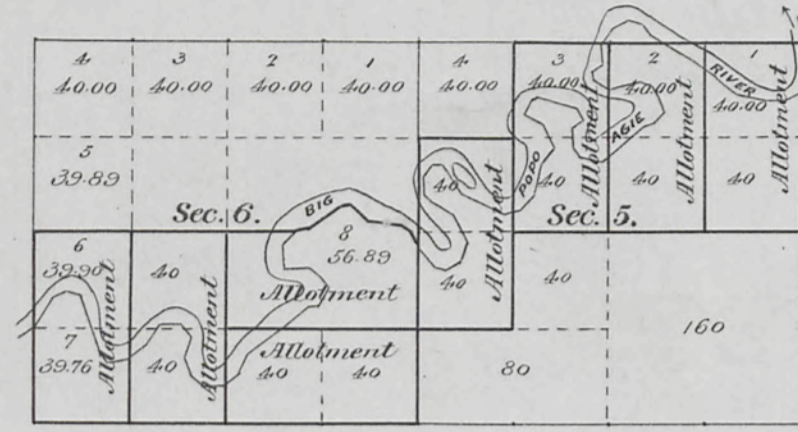 4 3 2 1 4 3 2 1
40.00 40.00 40.00 40.00 40.00 40.00 40.00 40.00
RIVER
5
39.89
40 40 40 40
POPO AGIE
Allotment Allotment Allotment
Sec. 6. Sec. 5.
BIG
6
39.90
40
8
56.89
Allotment
40
Allotment
40
160
7
39.76
Allotment
40
Allotment
Allotment
40 40
80